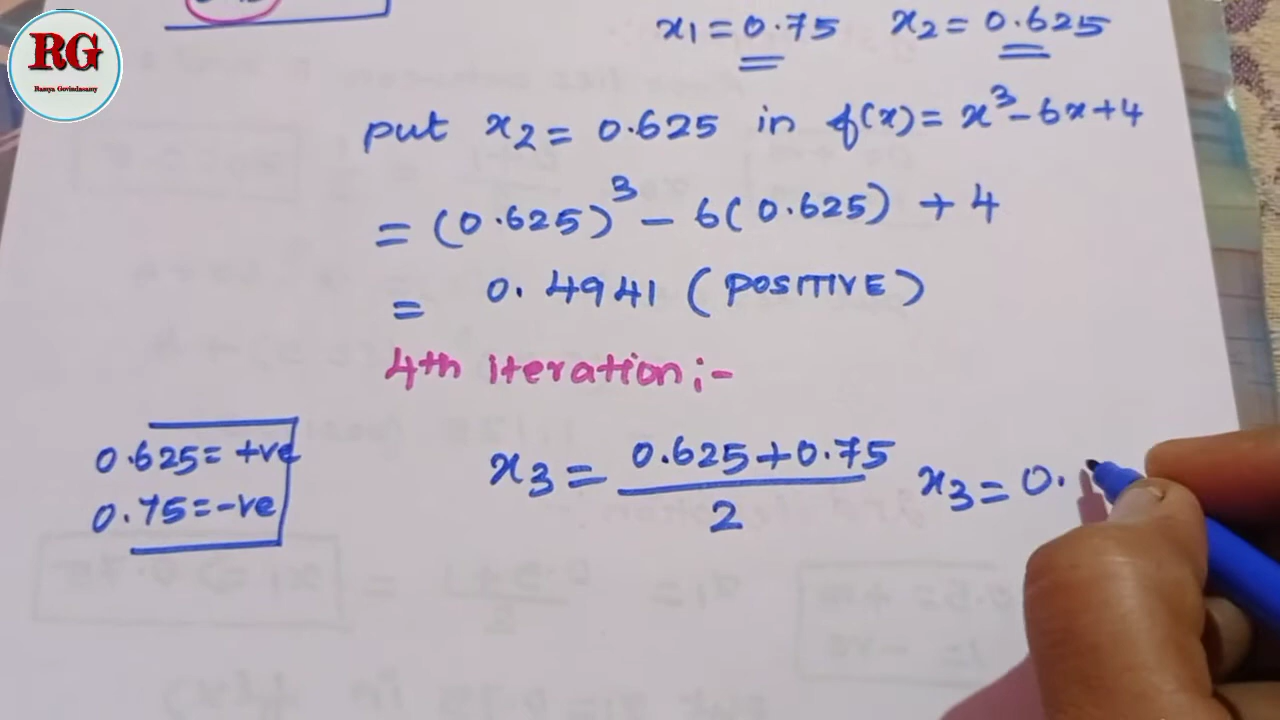 RG
Ramya Govindasamy
x₁ = 0.75 x₂ = 0.625
put x₂ = 0.625 in f(x) = x³ - 6x + 4
= (0.625)³ - 6(0.625) + 4
= 0.4941 (POSITIVE)
4th iteration:-
0.625 = +ve
0.75 = -ve
x₃ = (0.625 + 0.75) / 2 x₃ = 0.